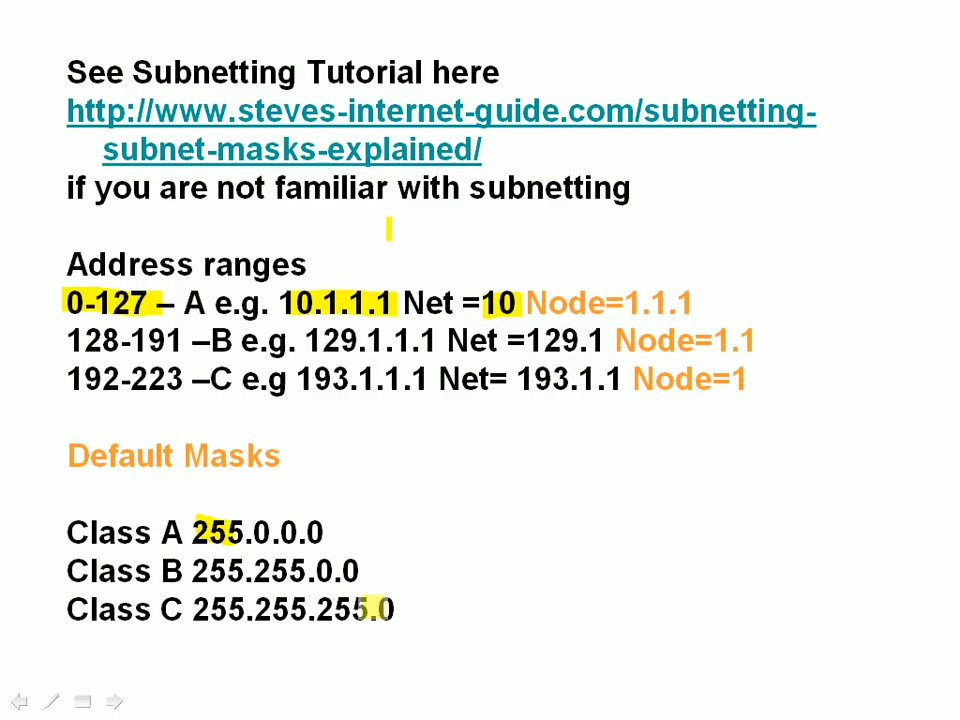 See Subnetting Tutorial here
http://www.steves-internet-guide.com/subnetting-
subnet-masks-explained/
if you are not familiar with subnetting
Address ranges
0-127 – A e.g. 10.1.1.1 Net =10 Node=1.1.1
128-191 –B e.g. 129.1.1.1 Net =129.1 Node=1.1
192-223 –C e.g 193.1.1.1 Net= 193.1.1 Node=1
Default Masks
Class A 255.0.0.0
Class B 255.255.0.0
Class C 255.255.255.0